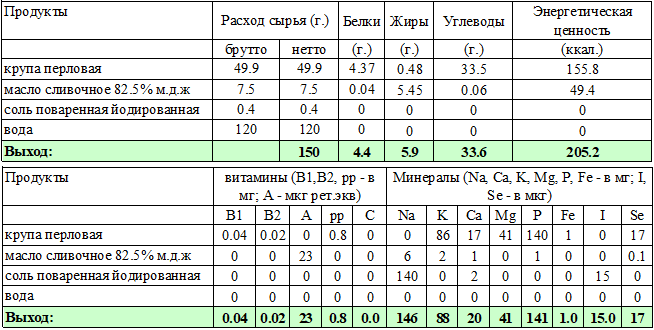 Продукты Расход сырья (г.) Белки Жиры Углеводы Энергетическая ценность
брутто нетто (г.) (г.) (г.) (ккал.)
крупа перловая 49.9 49.9 4.37 0.48 33.5 155.8
масло сливочное 82.5% м.д.ж 7.5 7.5 0.04 5.45 0.06 49.4
соль поваренная йодированная 0.4 0.4 0 0 0 0
вода 120 120 0 0 0 0
Выход: 150 4.4 5.9 33.6 205.2
Продукты витамины (B1,B2, рр - в мг; А - мкг рет.экв) Минералы (Na, Ca, K, Mg, P, Fe - в мг; I, Se - в мкг)
B1 B2 A pp C Na K Ca Mg P Fe I Se
крупа перловая 0.04 0.02 0 0.8 0 0 86 17 41 140 1 0 17
масло сливочное 82.5% м.д.ж 0 0 23 0 0 6 2 1 0 1 0 0 0.1
соль поваренная йодированная 0 0 0 0 0 140 0 2 0 0 0 15 0
вода 0 0 0 0 0 0 0 0 0 0 0 0 0
Выход: 0.04 0.02 23 0.8 0.0 146 88 20 41 141 1.0 15.0 17